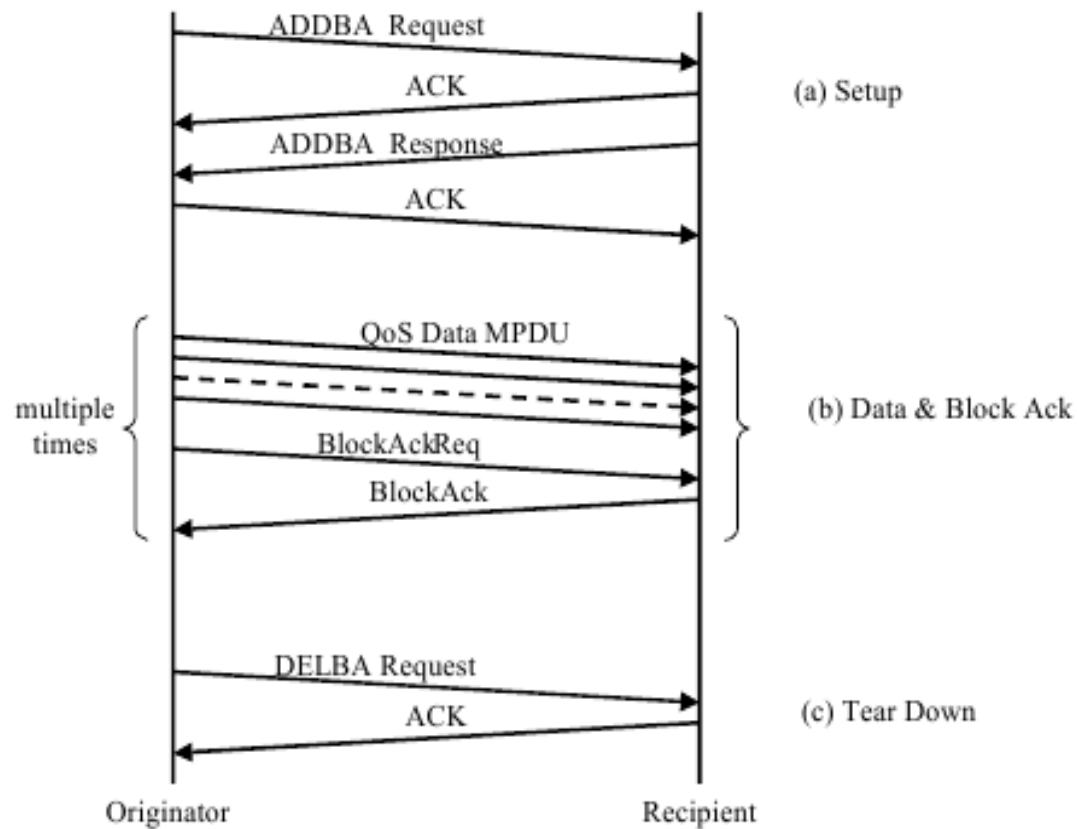 ADDBA Request
ACK
(a) Setup
ADDBA Response
ACK
QoS Data MPDU
multiple
times
(b) Data & Block Ack
BlockAckReq
BlockAck
DELBA Request
ACK
(c) Tear Down
Originator
Recipient